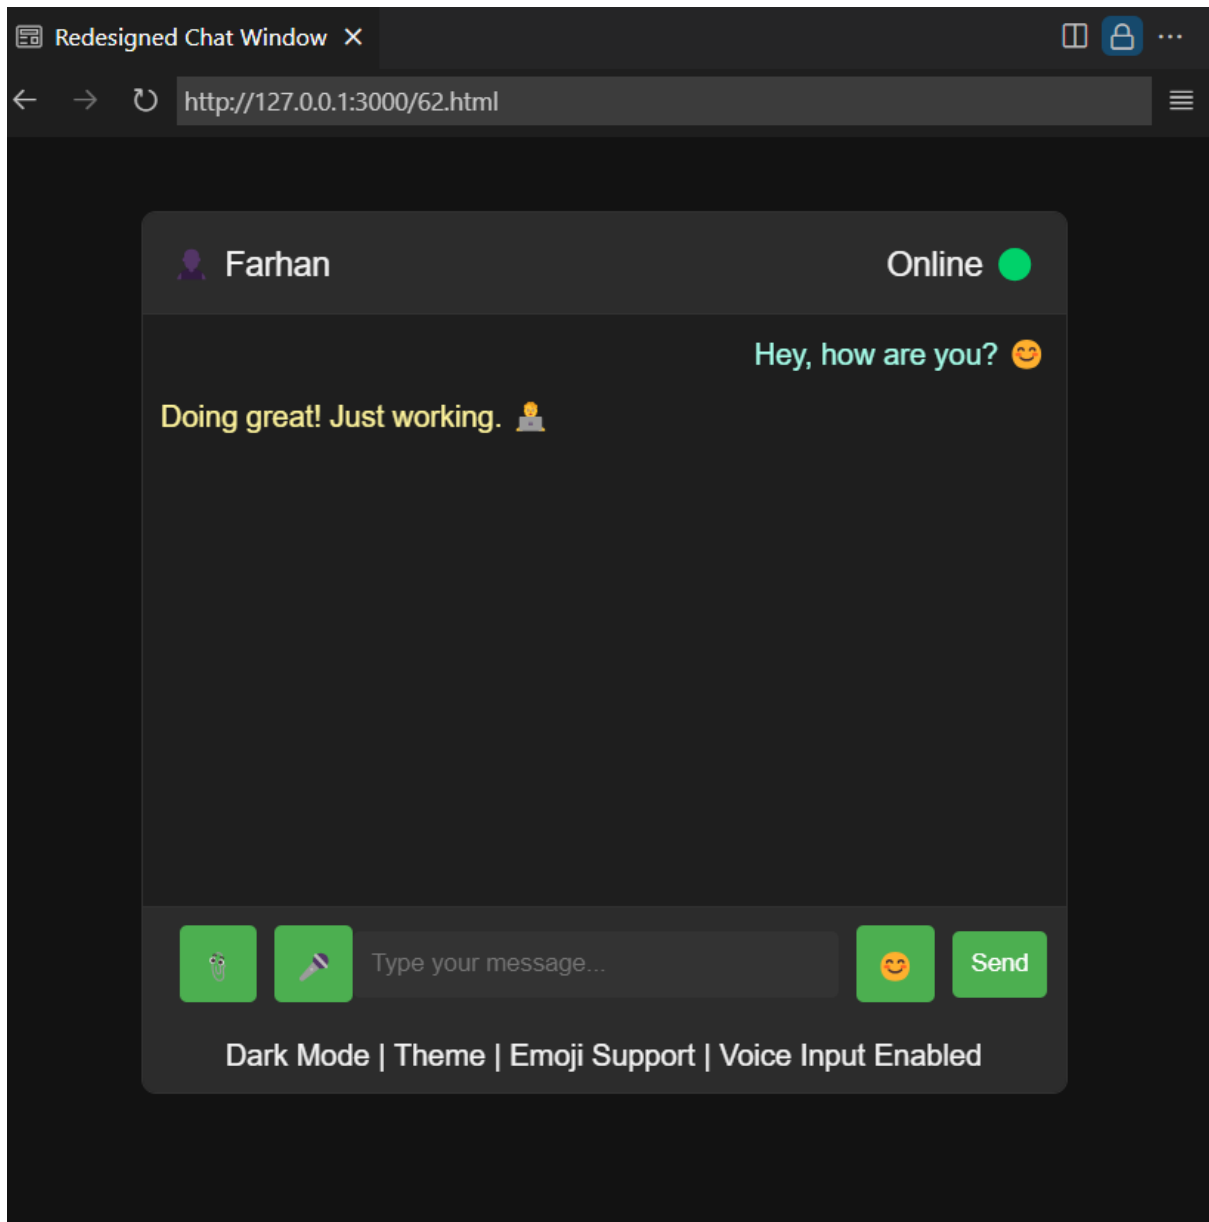 Redesigned Chat Window
http://127.0.0.1:3000/62.html
Farhan
Online
Hey, how are you? 😊
Doing great! Just working. 🧑‍💻
Type your message...
Send
Dark Mode | Theme | Emoji Support | Voice Input Enabled